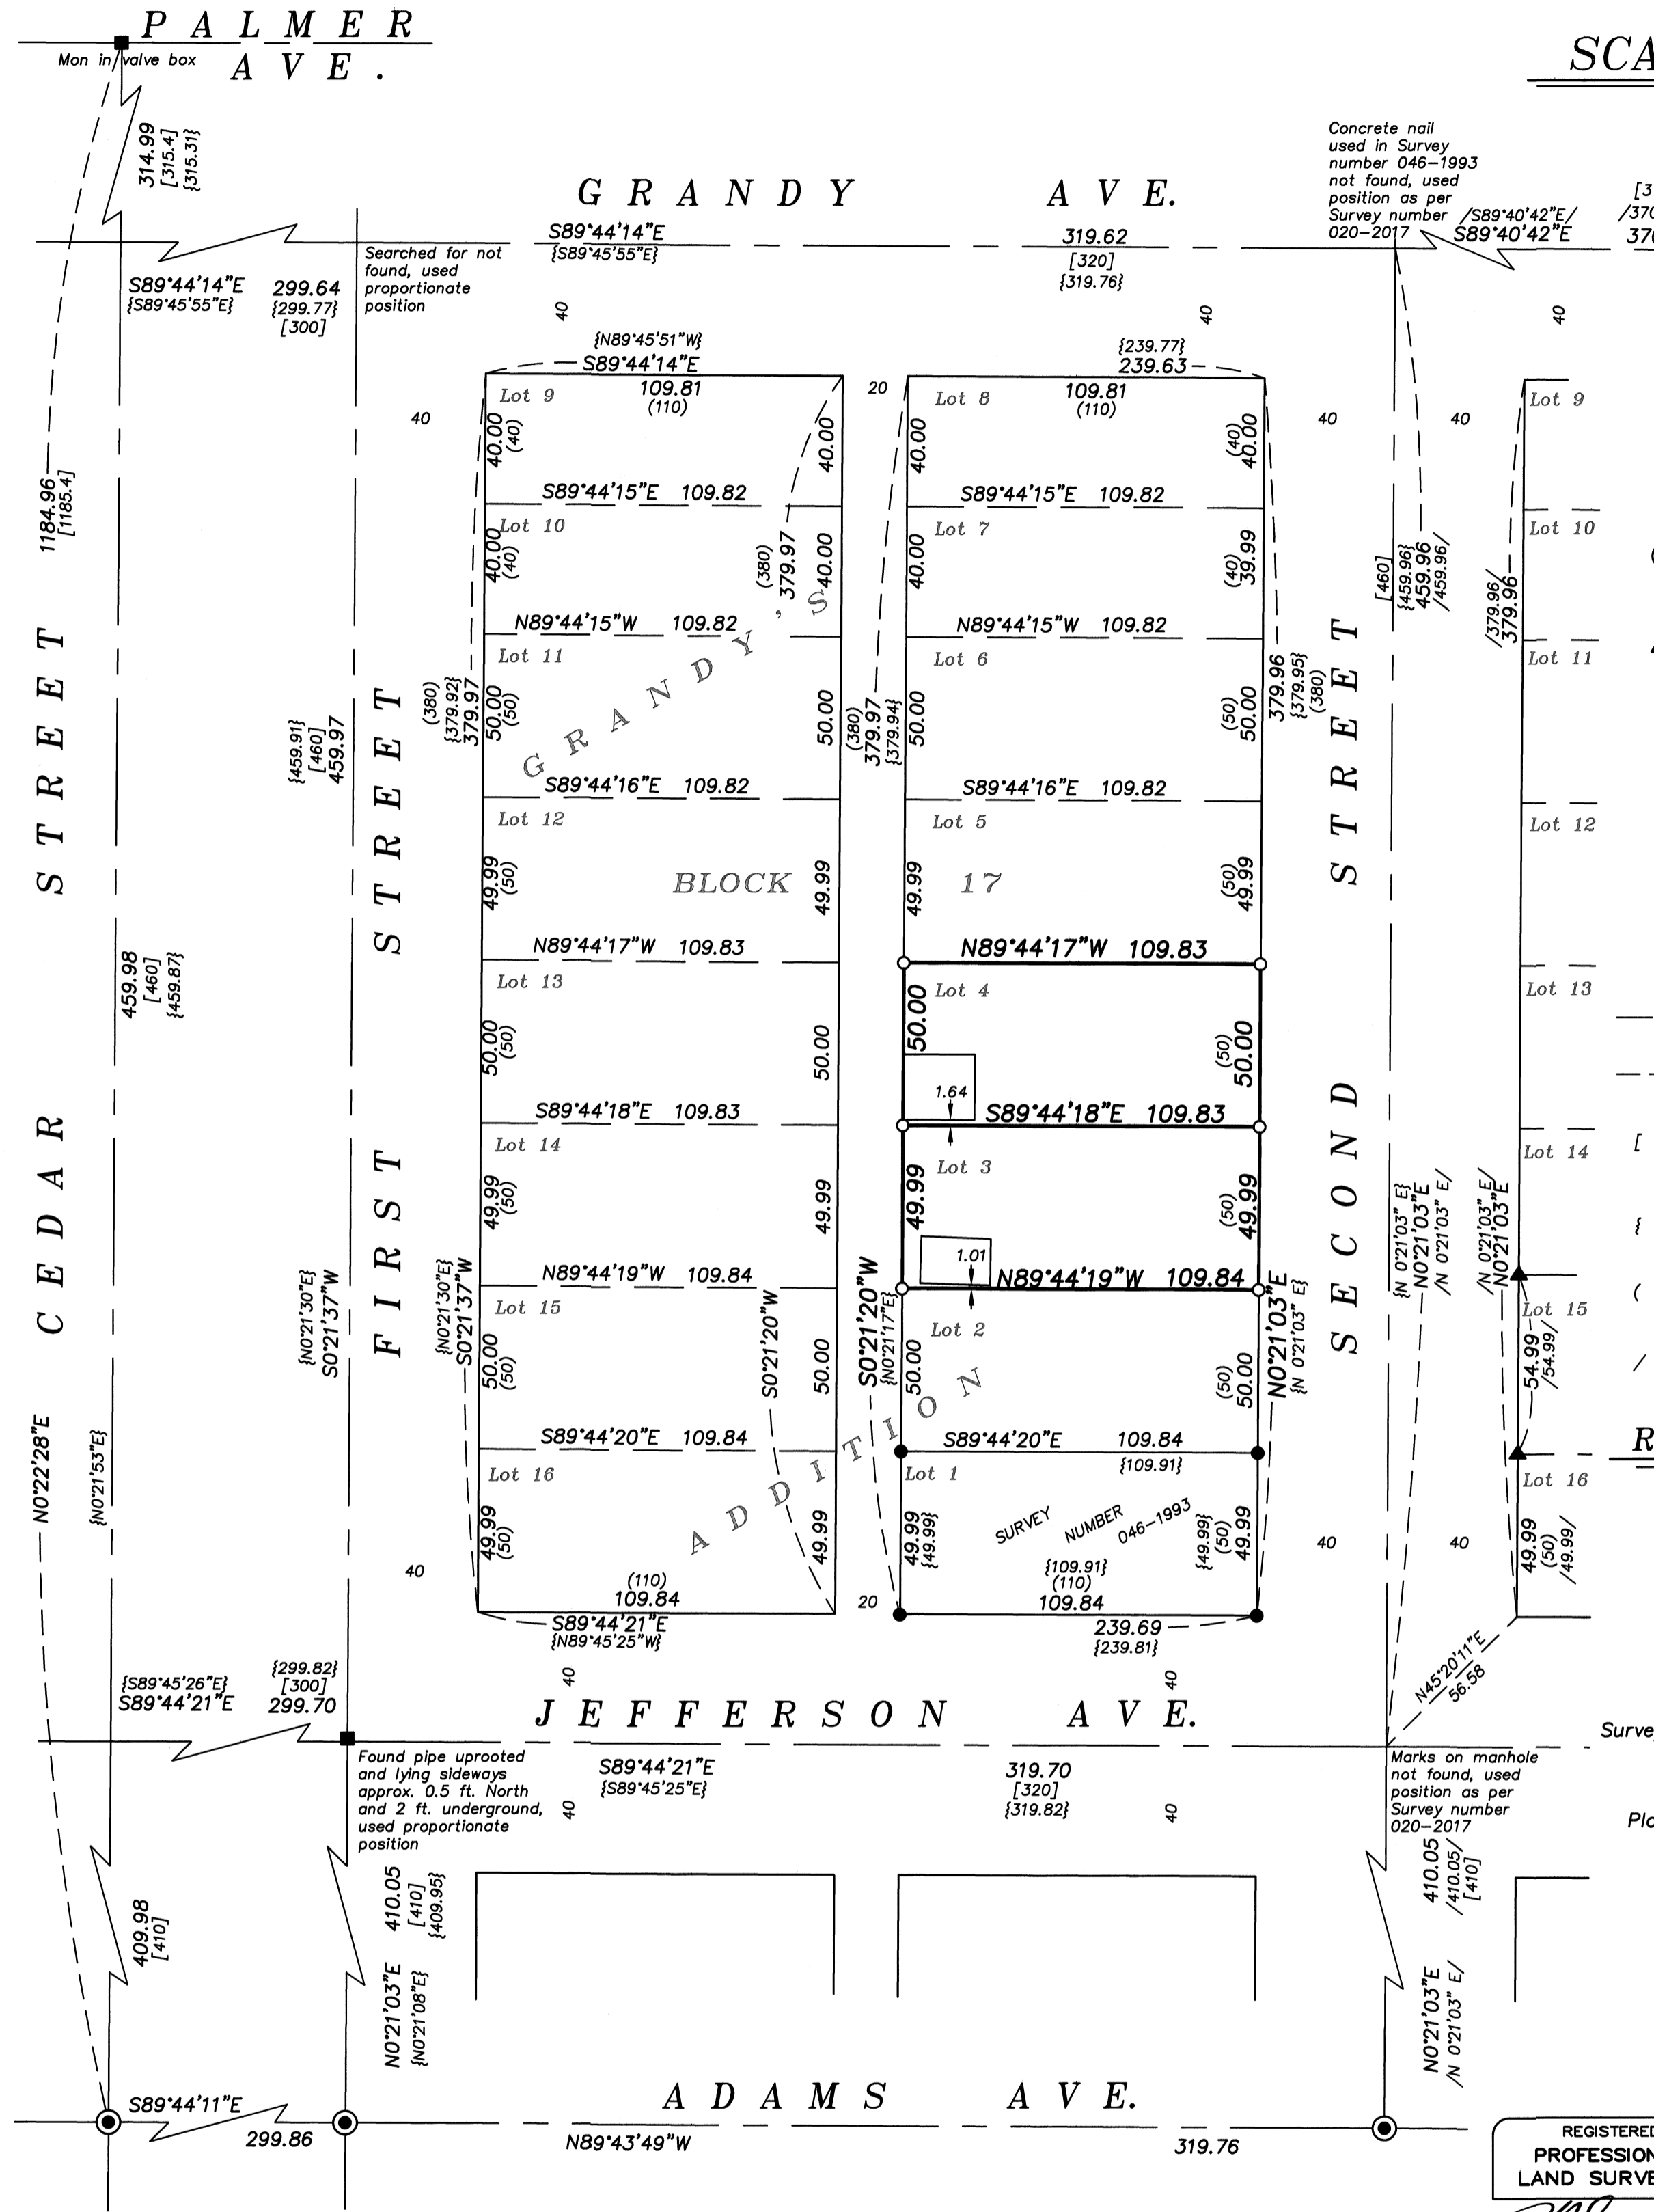 PALMER
AVE.
Mon in valve box
314.99
[315.4]
{315.31}
SCA
Concrete nail
used in Survey
number 046-1993
not found, used
position as per
Survey number
020-2017
/S89°40'42"E/
S89°40'42"E
[3
/370
370
GRANDY AVE.
S89°44'14"E
{S89°45'55"E}
319.62
[320]
{319.76}
Searched for not
found, used
proportionate
position
S89°44'14"E
{S89°45'55"E}
299.64
{299.77}
[300]
40
40
40
{N89°45'51"W}
S89°44'14"E
{239.77}
239.63
109.81
(110)
20
109.81
(110)
Lot 9
Lot 8
Lot 9
40
40
40
40.00
(40)
40.00
40.00
(40)
40.00
1184.96
[1185.4]
S89°44'15"E 109.82
S89°44'15"E 109.82
Lot 10
Lot 7
Lot 10
40.00
(40)
(380)
379.97
40.00
40.00
(40)
39.99
[460]
{459.96}
459.96
/459.96/
/379.96/
379.96
N89°44'15"W 109.82
N89°44'15"W 109.82
Lot 11
Lot 6
Lot 11
(380)
{379.92}
379.97
50.00
(50)
50.00
(380)
379.97
{379.94}
50.00
(50)
50.00
379.96
{379.95}
(380)
{459.91}
[460]
459.97
GRANDY'S
S89°44'16"E 109.82
S89°44'16"E 109.82
Lot 12
Lot 5
Lot 12
49.99
(50)
49.99
49.99
(50)
49.99
BLOCK 17
CEDAR STREET
FIRST STREET
SECOND STREET
459.98
[460]
{459.87}
N89°44'17"W 109.83
N89°44'17"W 109.83
Lot 13
Lot 4
Lot 13
50.00
(50)
50.00
50.00
(50)
50.00
1.64
S89°44'18"E 109.83
S89°44'18"E 109.83
Lot 14
Lot 3
Lot 14
[
{
(
/
49.99
(50)
49.99
49.99
(50)
49.99
1.01
N89°44'19"W 109.84
N89°44'19"W 109.84
Lot 15
Lot 2
Lot 15
{N0°21'30"E}
S0°21'37"W
{N0°21'30"E}
S0°21'37"W
50.00
(50)
S0°21'20"W
50.00
S0°21'20"W
{N0°21'17"E}
50.00
(50)
50.00
N0°21'03"E
{N 0°21'03" E}
{N 0°21'03" E}
N0°21'03"E
/N 0°21'03" E/
/N 0°21'03"E/
N0°21'03"E
54.99
/54.99/
N0°22'28"E
{N0°21'53"E}
S89°44'20"E 109.84
S89°44'20"E 109.84
{109.91}
R
Lot 16
Lot 1
Lot 16
ADDITION
SURVEY NUMBER 046-1993
49.99
(50)
49.99
49.99
{49.99}
{49.99}
(50)
49.99
49.99
(50)
/49.99/
40
40
40
(110)
109.84
20
{109.91}
(110)
109.84
S89°44'21"E
{N89°45'25"W}
239.69
{239.81}
N45°20'11"E
56.58
{S89°45'26"E}
S89°44'21"E
{299.82}
[300]
299.70
40
40
JEFFERSON AVE.
Surve
Found pipe uprooted
and lying sideways
approx. 0.5 ft. North
and 2 ft. underground,
used proportionate
position
S89°44'21"E
{S89°45'25"E}
319.70
[320]
{319.82}
40
40
Marks on manhole
not found, used
position as per
Survey number
020-2017
Pla
409.98
[410]
410.05
[410]
{409.95}
N0°21'03"E
{N0°21'08"E}
410.05
/410.05/
[410]
N0°21'03"E
/N 0°21'03" E/
ADAMS AVE.
S89°44'11"E
299.86
N89°43'49"W
319.76
REGISTERED
PROFESSION
LAND SURVE